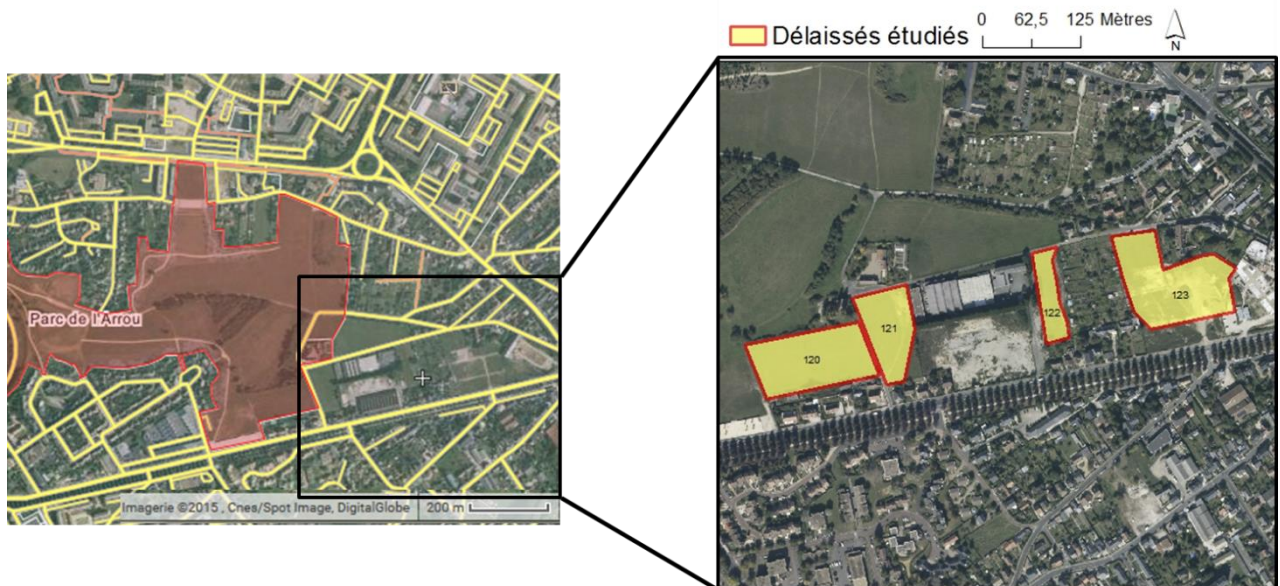 Délaissés étudiés
0 62,5 125 Mètres
N
Parc de l'Arrou
Imagerie ©2015 , Cnes/Spot Image, DigitalGlobe
200 m
120
121
122
123